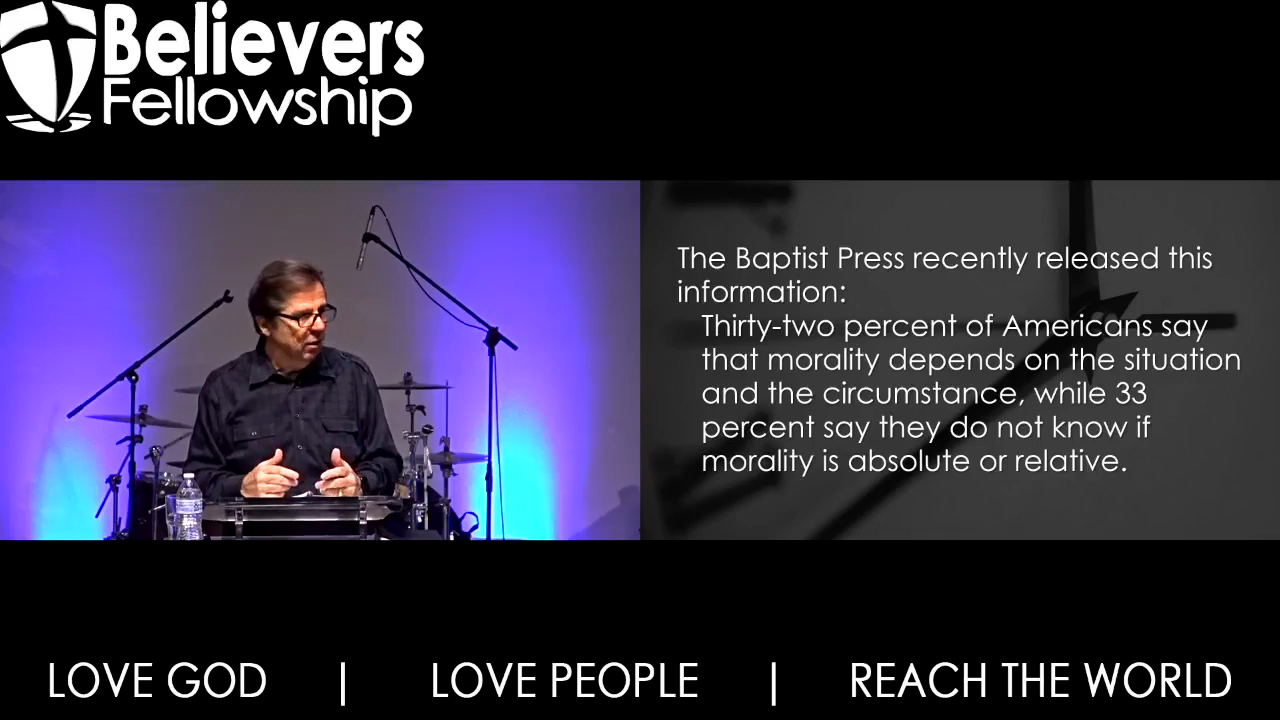 Believers
Fellowship
The Baptist Press recently released this
information:
Thirty-two percent of Americans say
that morality depends on the situation
and the circumstance, while 33
percent say they do not know if
morality is absolute or relative.
LOVE GOD | LOVE PEOPLE | REACH THE WORLD